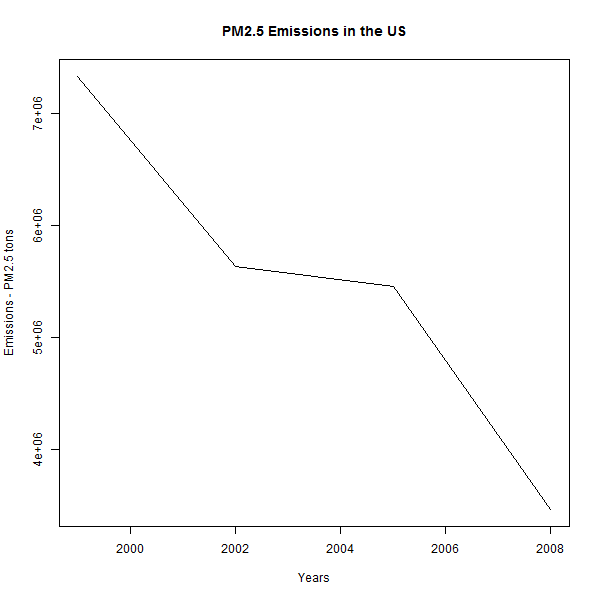 PM2.5 Emissions in the US
Emissions - PM2.5 tons
7e+06
6e+06
5e+06
4e+06
2000
2002
2004
2006
2008
Years